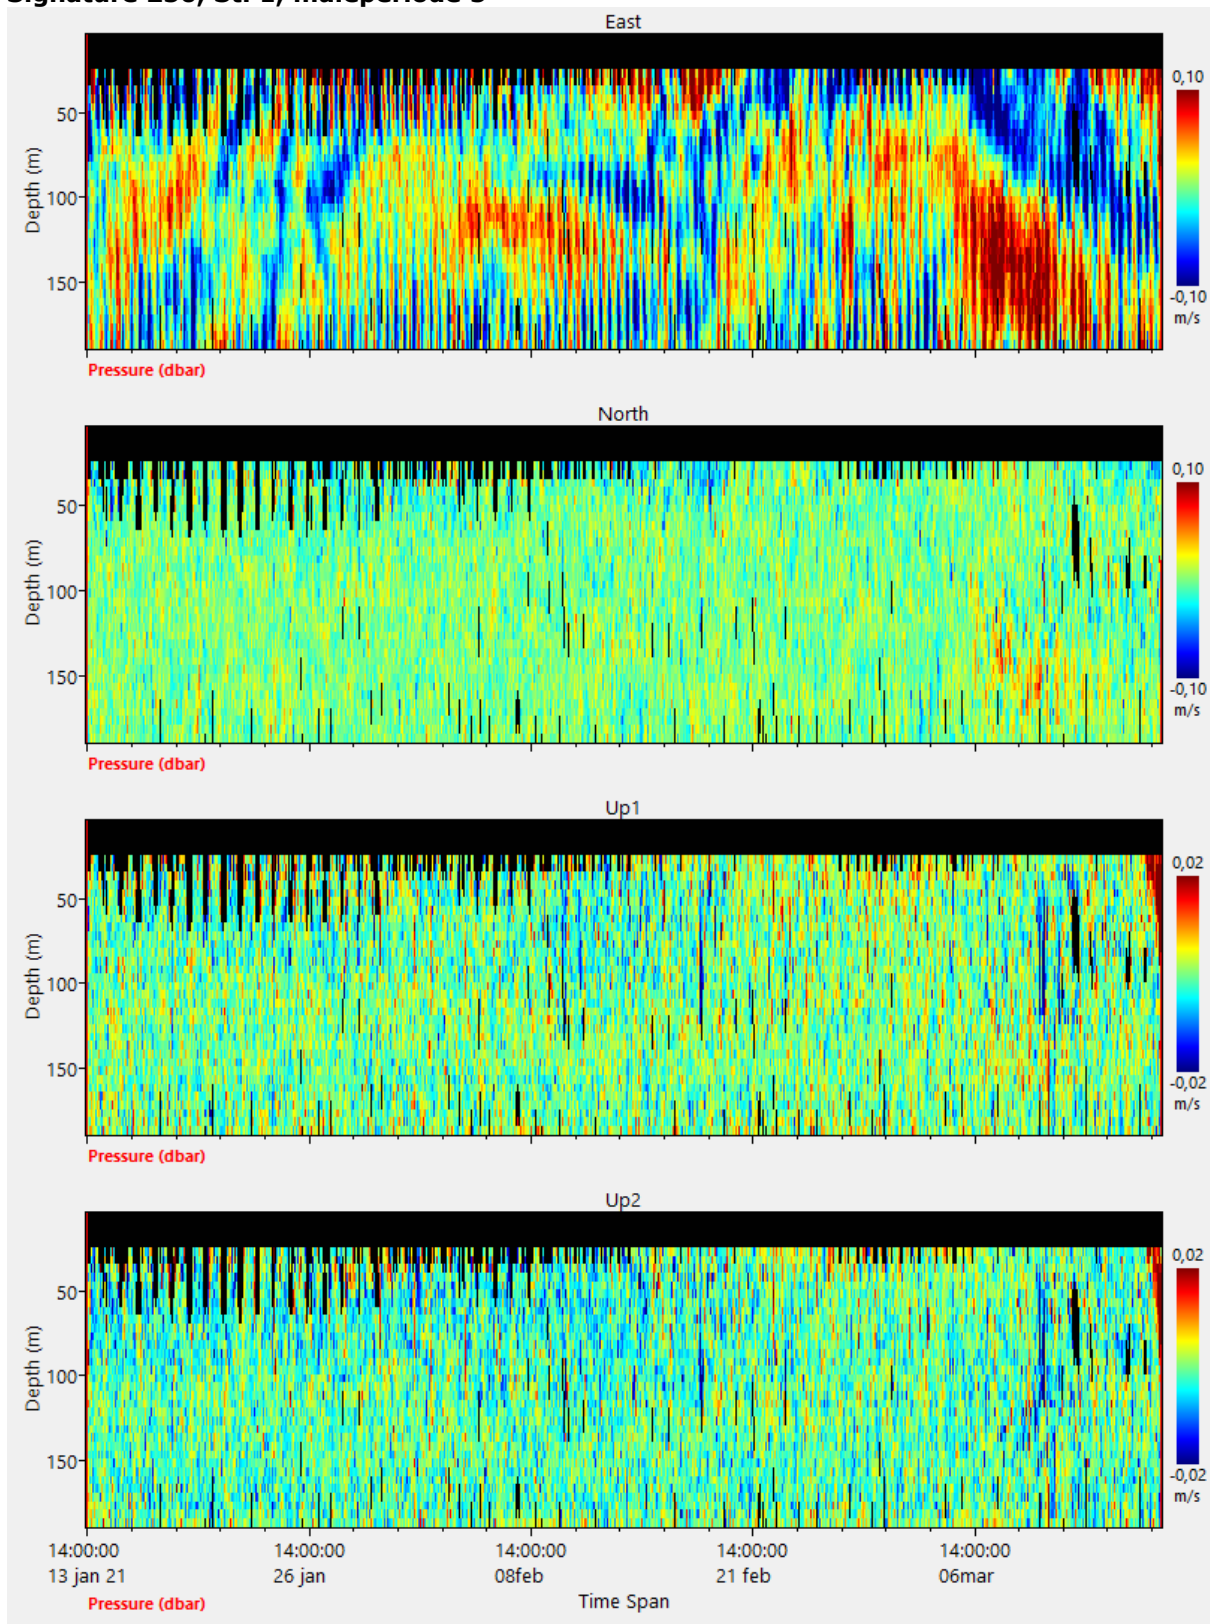 East
50
100
150
Depth (m)
0,10
-0,10
m/s
Pressure (dbar)
North
50
100
150
Depth (m)
0,10
-0,10
m/s
Pressure (dbar)
Up1
50
100
150
Depth (m)
0,02
-0,02
m/s
Pressure (dbar)
Up2
50
100
150
Depth (m)
0,02
-0,02
m/s
14:00:00 14:00:00 14:00:00 14:00:00 14:00:00
13 jan 21 26 jan 08feb 21 feb 06mar
Pressure (dbar)
Time Span